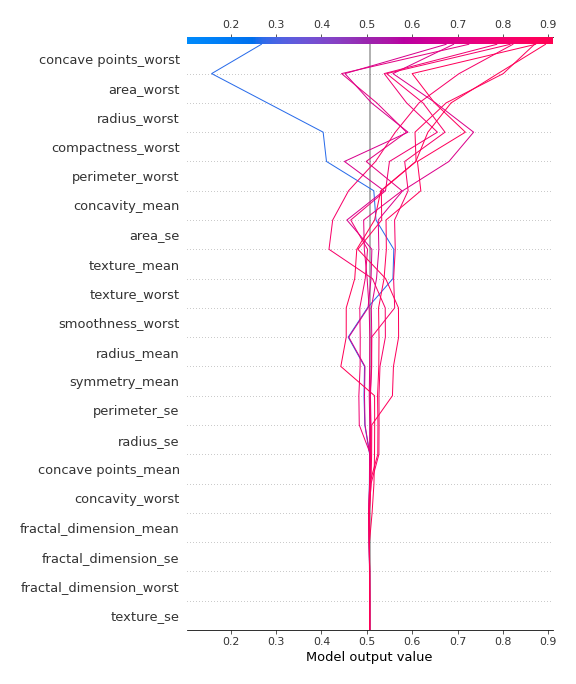 0.2 0.3 0.4 0.5 0.6 0.7 0.8 0.9
concave points_worst
area_worst
radius_worst
compactness_worst
perimeter_worst
concavity_mean
area_se
texture_mean
texture_worst
smoothness_worst
radius_mean
symmetry_mean
perimeter_se
radius_se
concave points_mean
concavity_worst
fractal_dimension_mean
fractal_dimension_se
fractal_dimension_worst
texture_se
0.2 0.3 0.4 0.5 0.6 0.7 0.8 0.9
Model output value